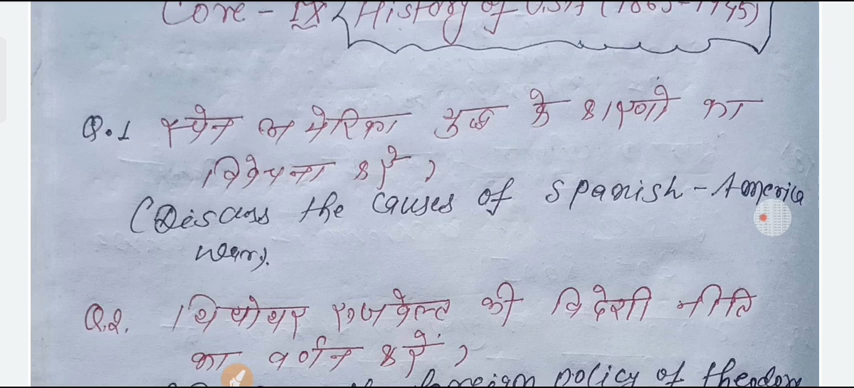 Core - IX History of U.S.A (1865-1945)
Q.1 स्पेन अमेरिका युद्ध के कारणों का
विवेचना करें,
(Discuss the causes of Spanish-America
war).
Q.2. थियोडर रूजवेल्ट की विदेशी नीति
का वर्णन करें,
foreign policy of theodore